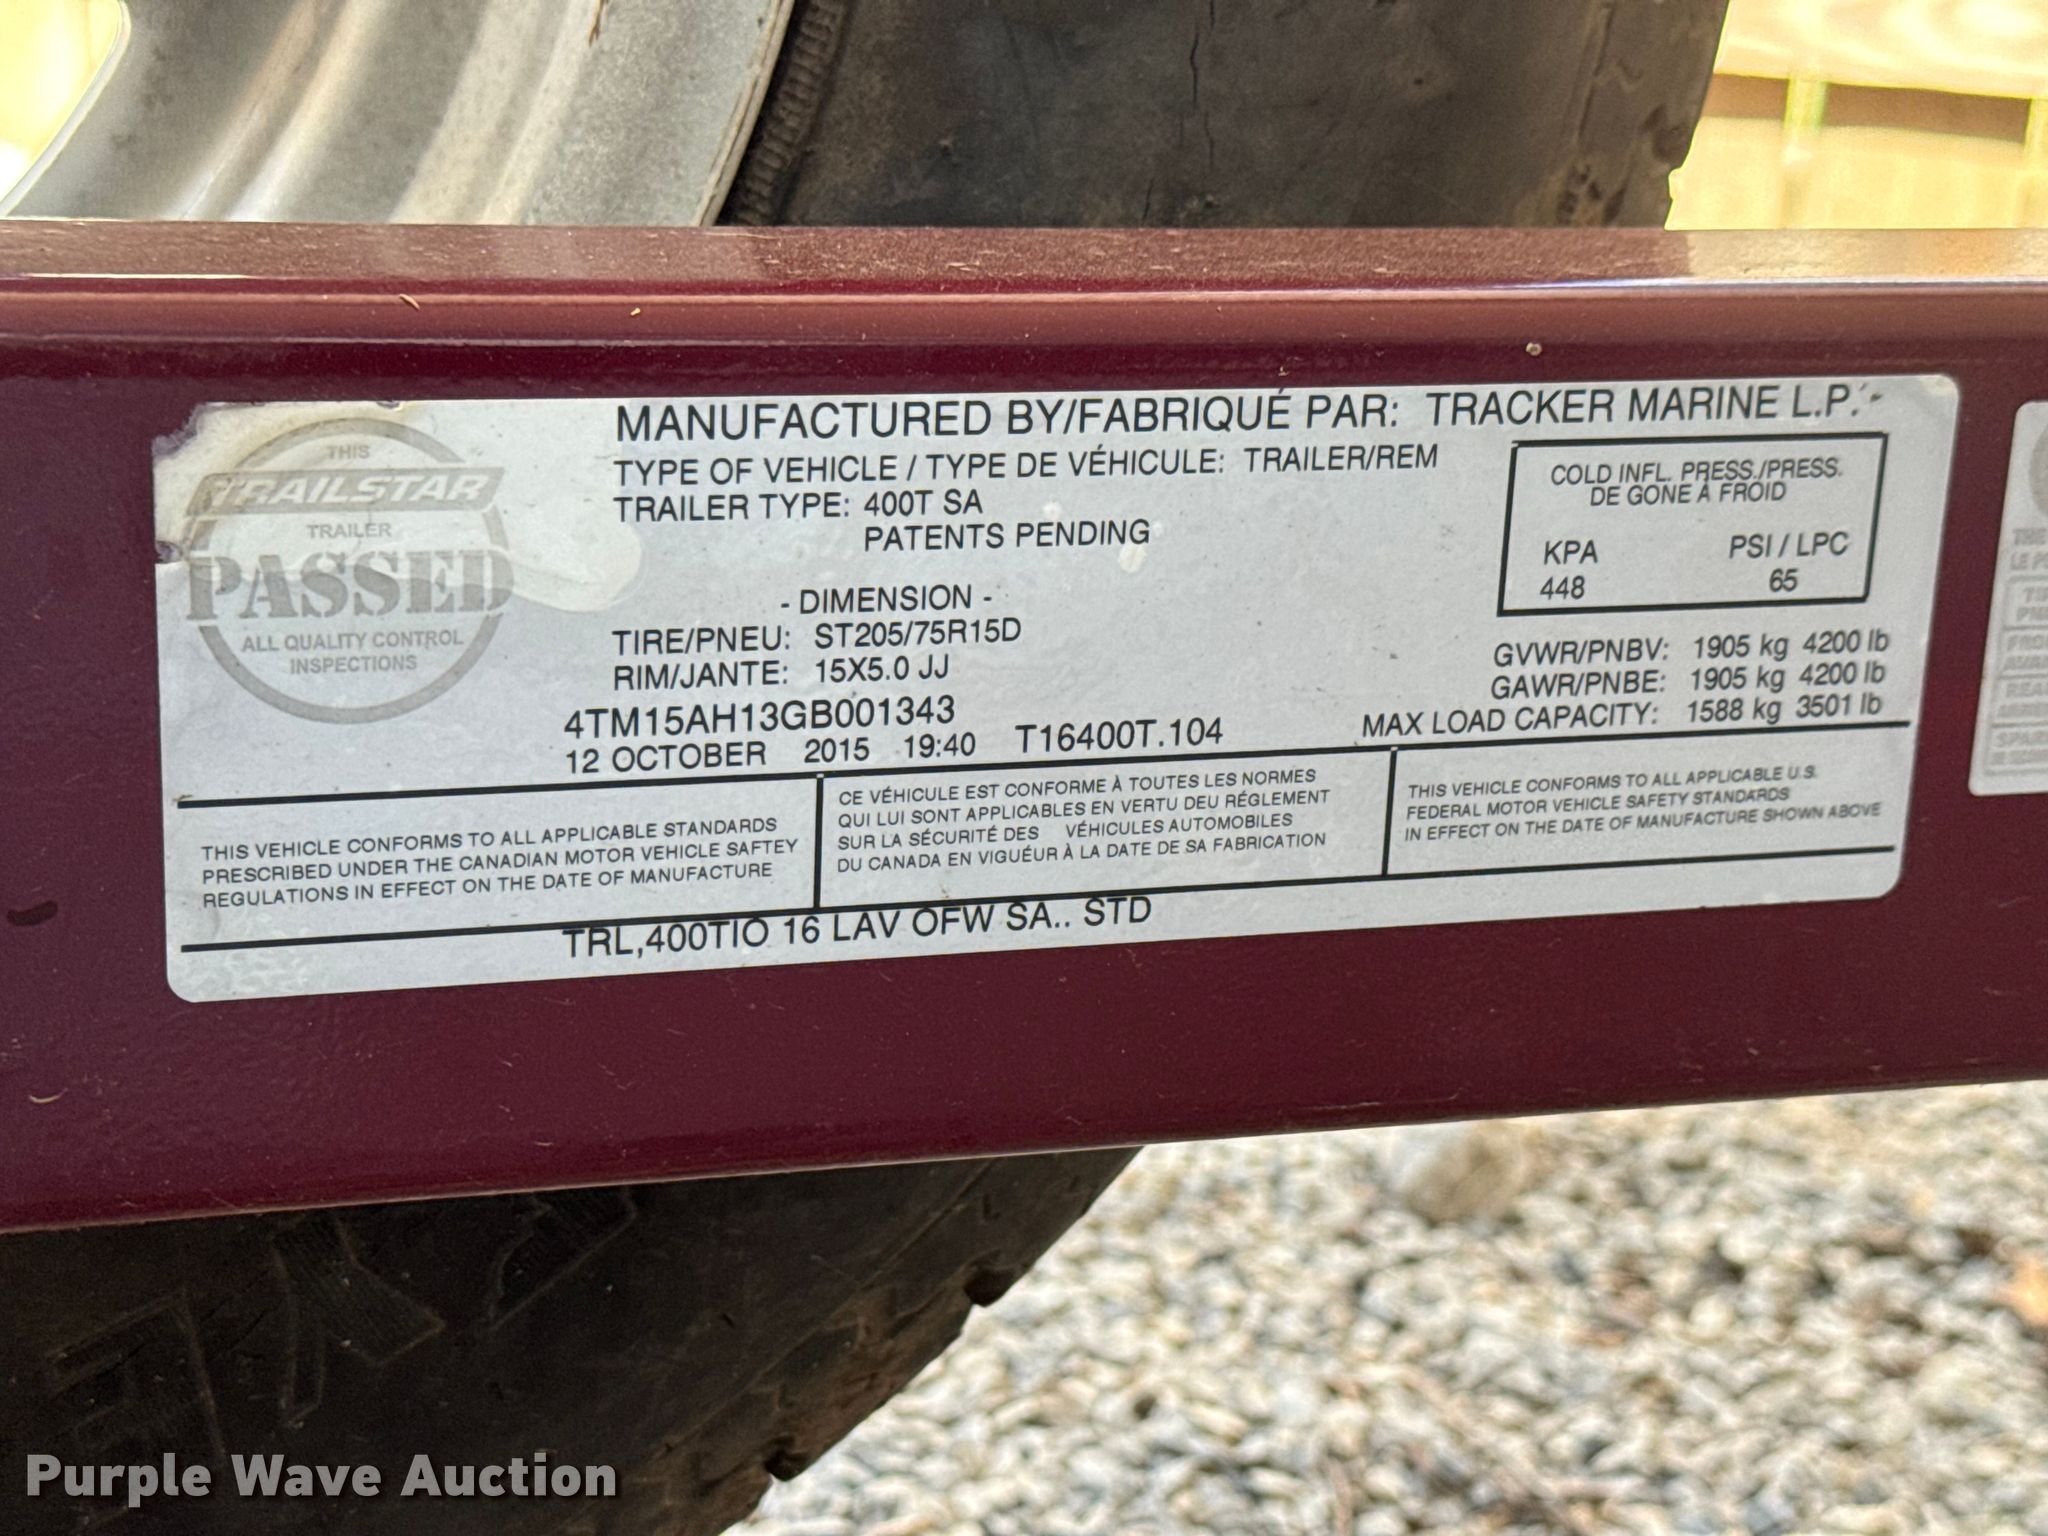 MANUFACTURED BY/FABRIQUÉ PAR: TRACKER MARINE L.P.
TYPE OF VEHICLE / TYPE DE VÉHICULE: TRAILER/REM
TRAILER TYPE: 400T SA
PATENTS PENDING
THIS
TRAILSTAR
TRAILER
PASSED
ALL QUALITY CONTROL
INSPECTIONS
COLD INFL. PRESS./PRESS.
DE GONE À FROID
KPA PSI / LPC
448 65
- DIMENSION -
TIRE/PNEU: ST205/75R15D
RIM/JANTE: 15X5.0 JJ
GVWR/PNBV: 1905 kg 4200 lb
GAWR/PNBE: 1905 kg 4200 lb
MAX LOAD CAPACITY: 1588 kg 3501 lb
4TM15AH13GB001343
12 OCTOBER 2015 19:40 T16400T.104
THIS VEHICLE CONFORMS TO ALL APPLICABLE STANDARDS
PRESCRIBED UNDER THE CANADIAN MOTOR VEHICLE SAFTEY
REGULATIONS IN EFFECT ON THE DATE OF MANUFACTURE
CE VÉHICULE EST CONFORME À TOUTES LES NORMES
QUI LUI SONT APPLICABLES EN VERTU DEU RÉGLEMENT
SUR LA SÉCURITÉ DES VÉHICULES AUTOMOBILES
DU CANADA EN VIGUÉUR À LA DATE DE SA FABRICATION
THIS VEHICLE CONFORMS TO ALL APPLICABLE U.S.
FEDERAL MOTOR VEHICLE SAFETY STANDARDS
IN EFFECT ON THE DATE OF MANUFACTURE SHOWN ABOVE
TRL,400TIO 16 LAV OFW SA.. STD
Purple Wave Auction